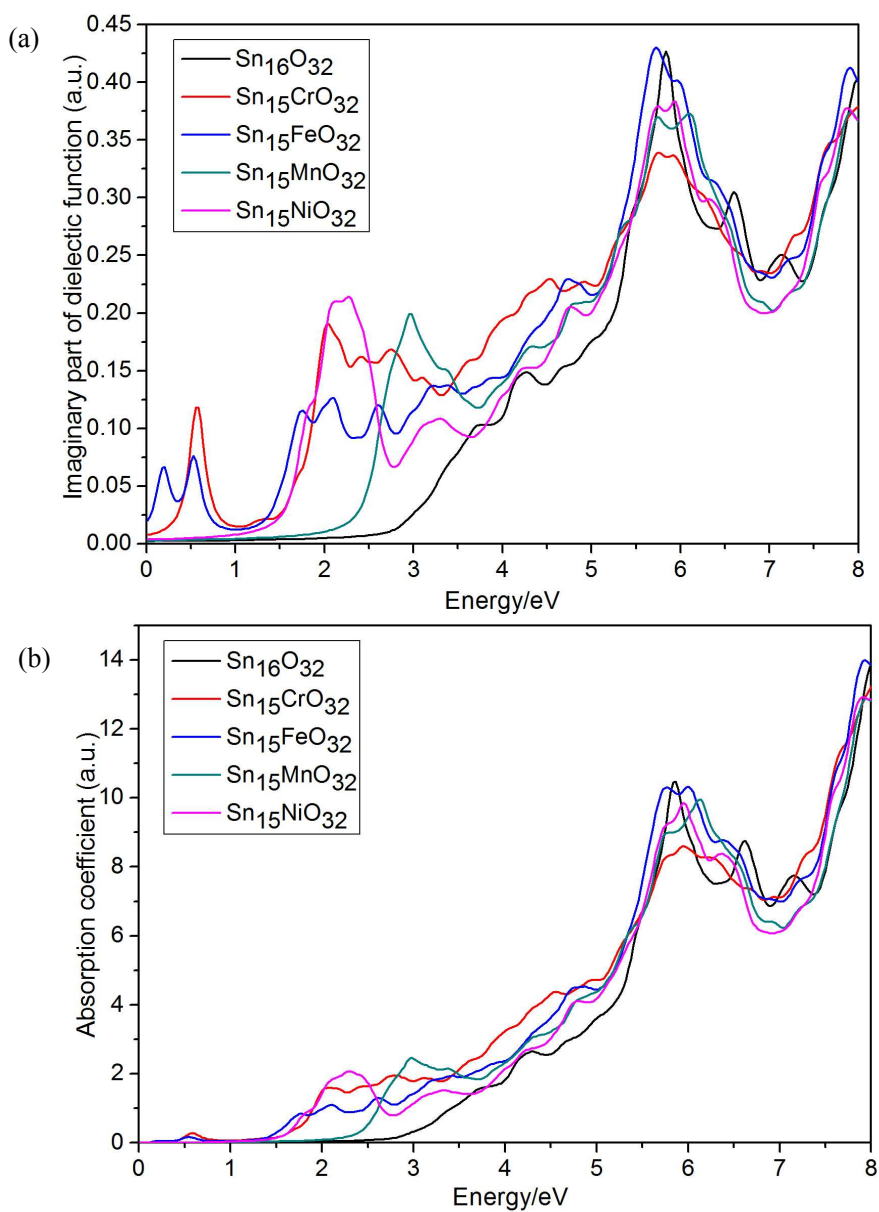 (a)
Imaginary part of dielectic function (a.u.)
0.45
0.40
0.35
0.30
0.25
0.20
0.15
0.10
0.05
0.00
Sn16O32
Sn15CrO32
Sn15FeO32
Sn15MnO32
Sn15NiO32
0 1 2 3 4 5 6 7 8
Energy/eV
(b)
Absorption coefficient (a.u.)
14
12
10
8
6
4
2
0
Sn16O32
Sn15CrO32
Sn15FeO32
Sn15MnO32
Sn15NiO32
0 1 2 3 4 5 6 7 8
Energy/eV